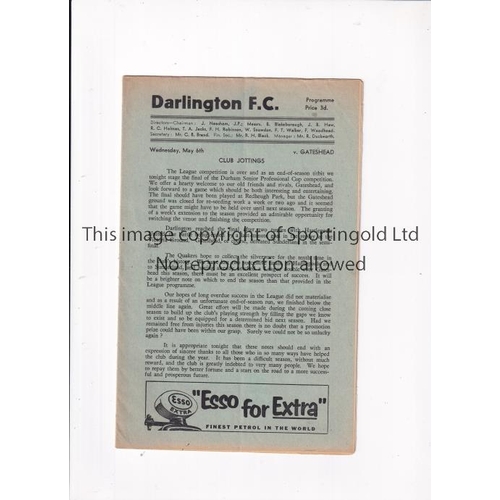 Darlington F.C.
Programme
Price 3d.
Wednesday, May 6th
v. GATESHEAD
CLUB JOTTINGS
The League competition is over and as an end-of-season titbit we
tonight stage the final of the Durham Senior Professional Cup competition.
We offer a hearty welcome to our old friends and rivals, Gateshead, and
look forward to a game which should be both interesting and entertaining.
The final should have been played at Redheugh Park, but the Gateshead
ground was closed for re-seeding work a week or two ago and it seemed
that the game might have to be held over until next season. The granting
of a week's extension to the season provided an admirable opportunity for
switching the venue and finishing the competition.
Darlington reached the
This image is copyright of Sportingold Ltd
final.
The Quakers hope to collect the silverware for the
No reproduction allowed
bend this season, there must be an excellent prospect of success. It will
be a brighter note on which to end the season than that provided in the
League programme.
Our hopes of long overdue success in the League did not materialise
and as a result of an unfortunate end-of-season run, we finished below the
middle line again. Great effort will be made during the coming close
season to build up the club's playing strength by filling the gaps we know
to exist and to be equipped for a determined bid next season. Had we
remained free from injuries this season there is no doubt that a promotion
prize could have been within our grasp. Surely we could not be so unlucky
again ?
It is appropriate tonight that these notes should end with an
expression of sincere thanks to all those who in so many ways have helped
the club during the year. It has been a difficult season, without much
reward, and the club is greatly indebted to very many people. We hope
to repay them by better fortune and a start on the road to a more success-
ful and prosperous future.
Esso
EXTRA
"Esso for Extra"
FINEST PETROL IN THE WORLD